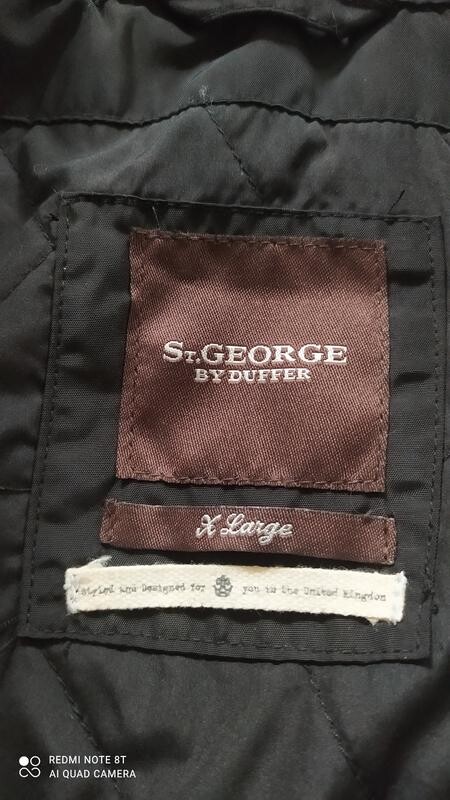 ST.GEORGE
BY DUFFER
X Large
Styled and Designed for you in the United Kingdom
REDMI NOTE 8T
AI QUAD CAMERA